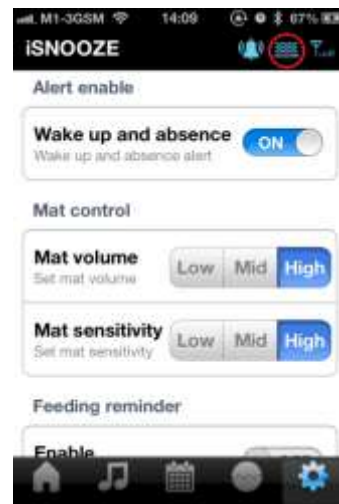 M1-3GSM 14:09 67%
iSNOOZE
Alert enable
Wake up and absence
Wake up and absence alert
ON
Mat control
Mat volume
Set mat volume
Low Mid High
Mat sensitivity
Set mat sensitivity
Low Mid High
Feeding reminder
Enable